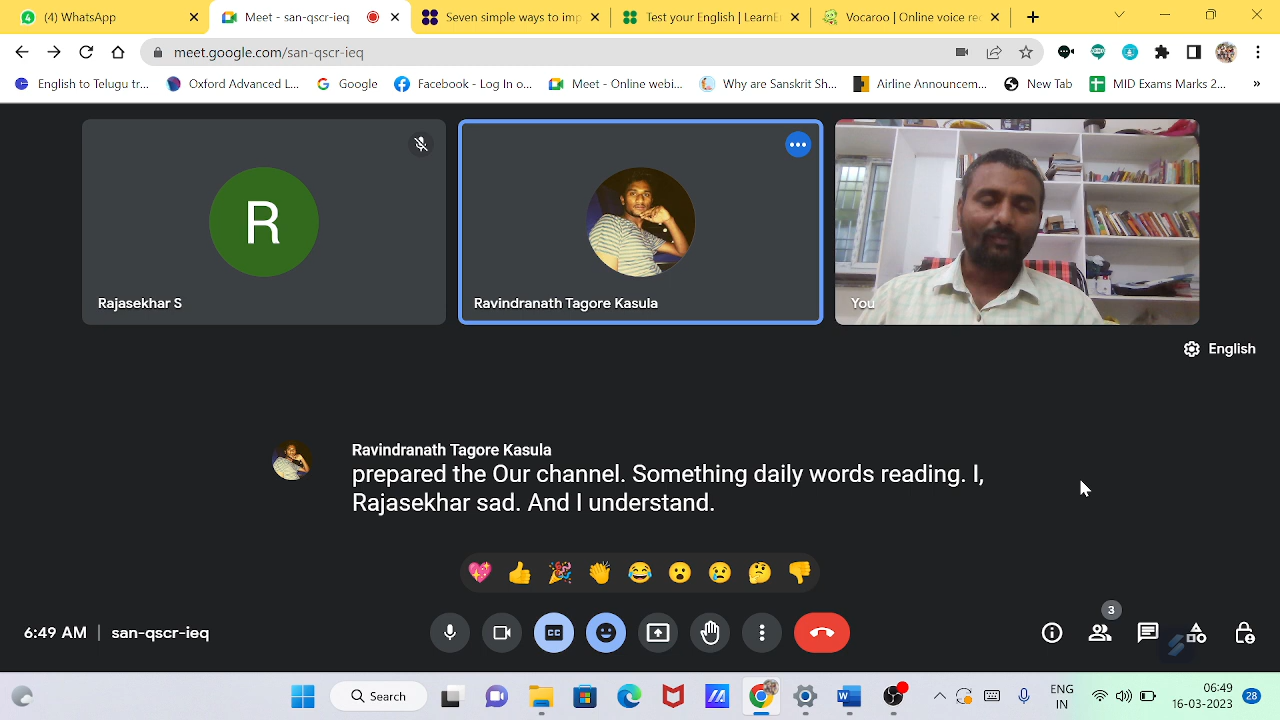 (4) WhatsApp
Meet - san-qscr-ieq
Seven simple ways to imp
Test your English | LearnE
Vocaroo | Online voice rec
meet.google.com/san-qscr-ieq
English to Telugu tr...
Oxford Advanced L...
Google
Facebook - Log In o...
Meet - Online webi...
Why are Sanskrit Sh...
Airline Announcem...
New Tab
MID Exams Marks 2...
»
R
Rajasekhar S
Ravindranath Tagore Kasula
You
English
Ravindranath Tagore Kasula
prepared the Our channel. Something daily words reading. I,
Rajasekhar sad. And I understand.
6:49 AM | san-qscr-ieq
CC
3
Search
ENG
IN
06:49
16-03-2023
28